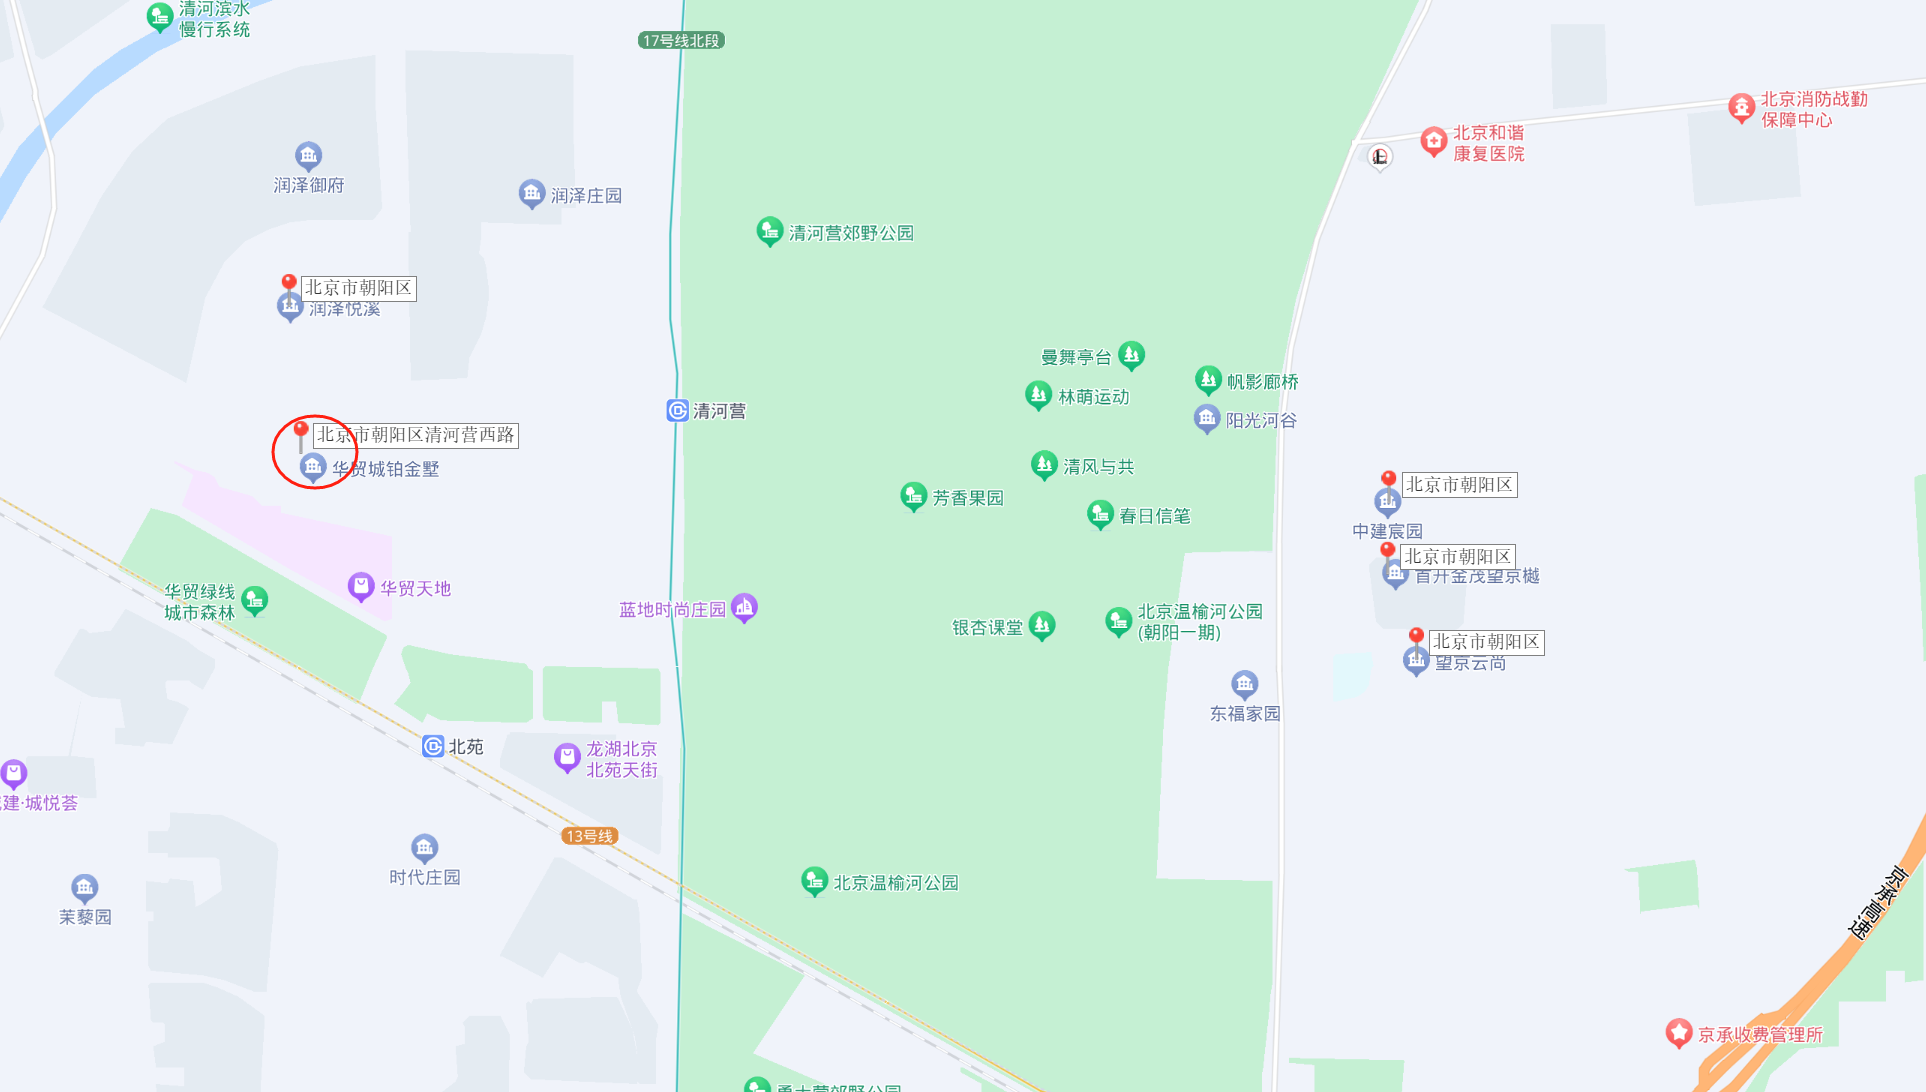 清河滨水
慢行系统
17号线北段
北京消防战勤
保障中心
北京和谐
康复医院
润泽御府
润泽庄园
清河营郊野公园
北京市朝阳区
润泽悦溪
曼舞亭台
林萌运动
帆影廊桥
阳光河谷
清河营
北京市朝阳区清河营西路
华贸城铂金墅
清风与共
芳香果园
春日信笔
北京市朝阳区
中建宸园
北京市朝阳区
首开金茂望京樾
北京市朝阳区
望京云尚
华贸绿线
城市森林
华贸天地
蓝地时尚庄园
银杏课堂
北京温榆河公园
(朝阳一期)
东福家园
北苑
龙湖北京
北苑天街
建·城悦荟
13号线
时代庄园
茉藜园
北京温榆河公园
京承高速
京承收费管理所
勇士营郊野公园